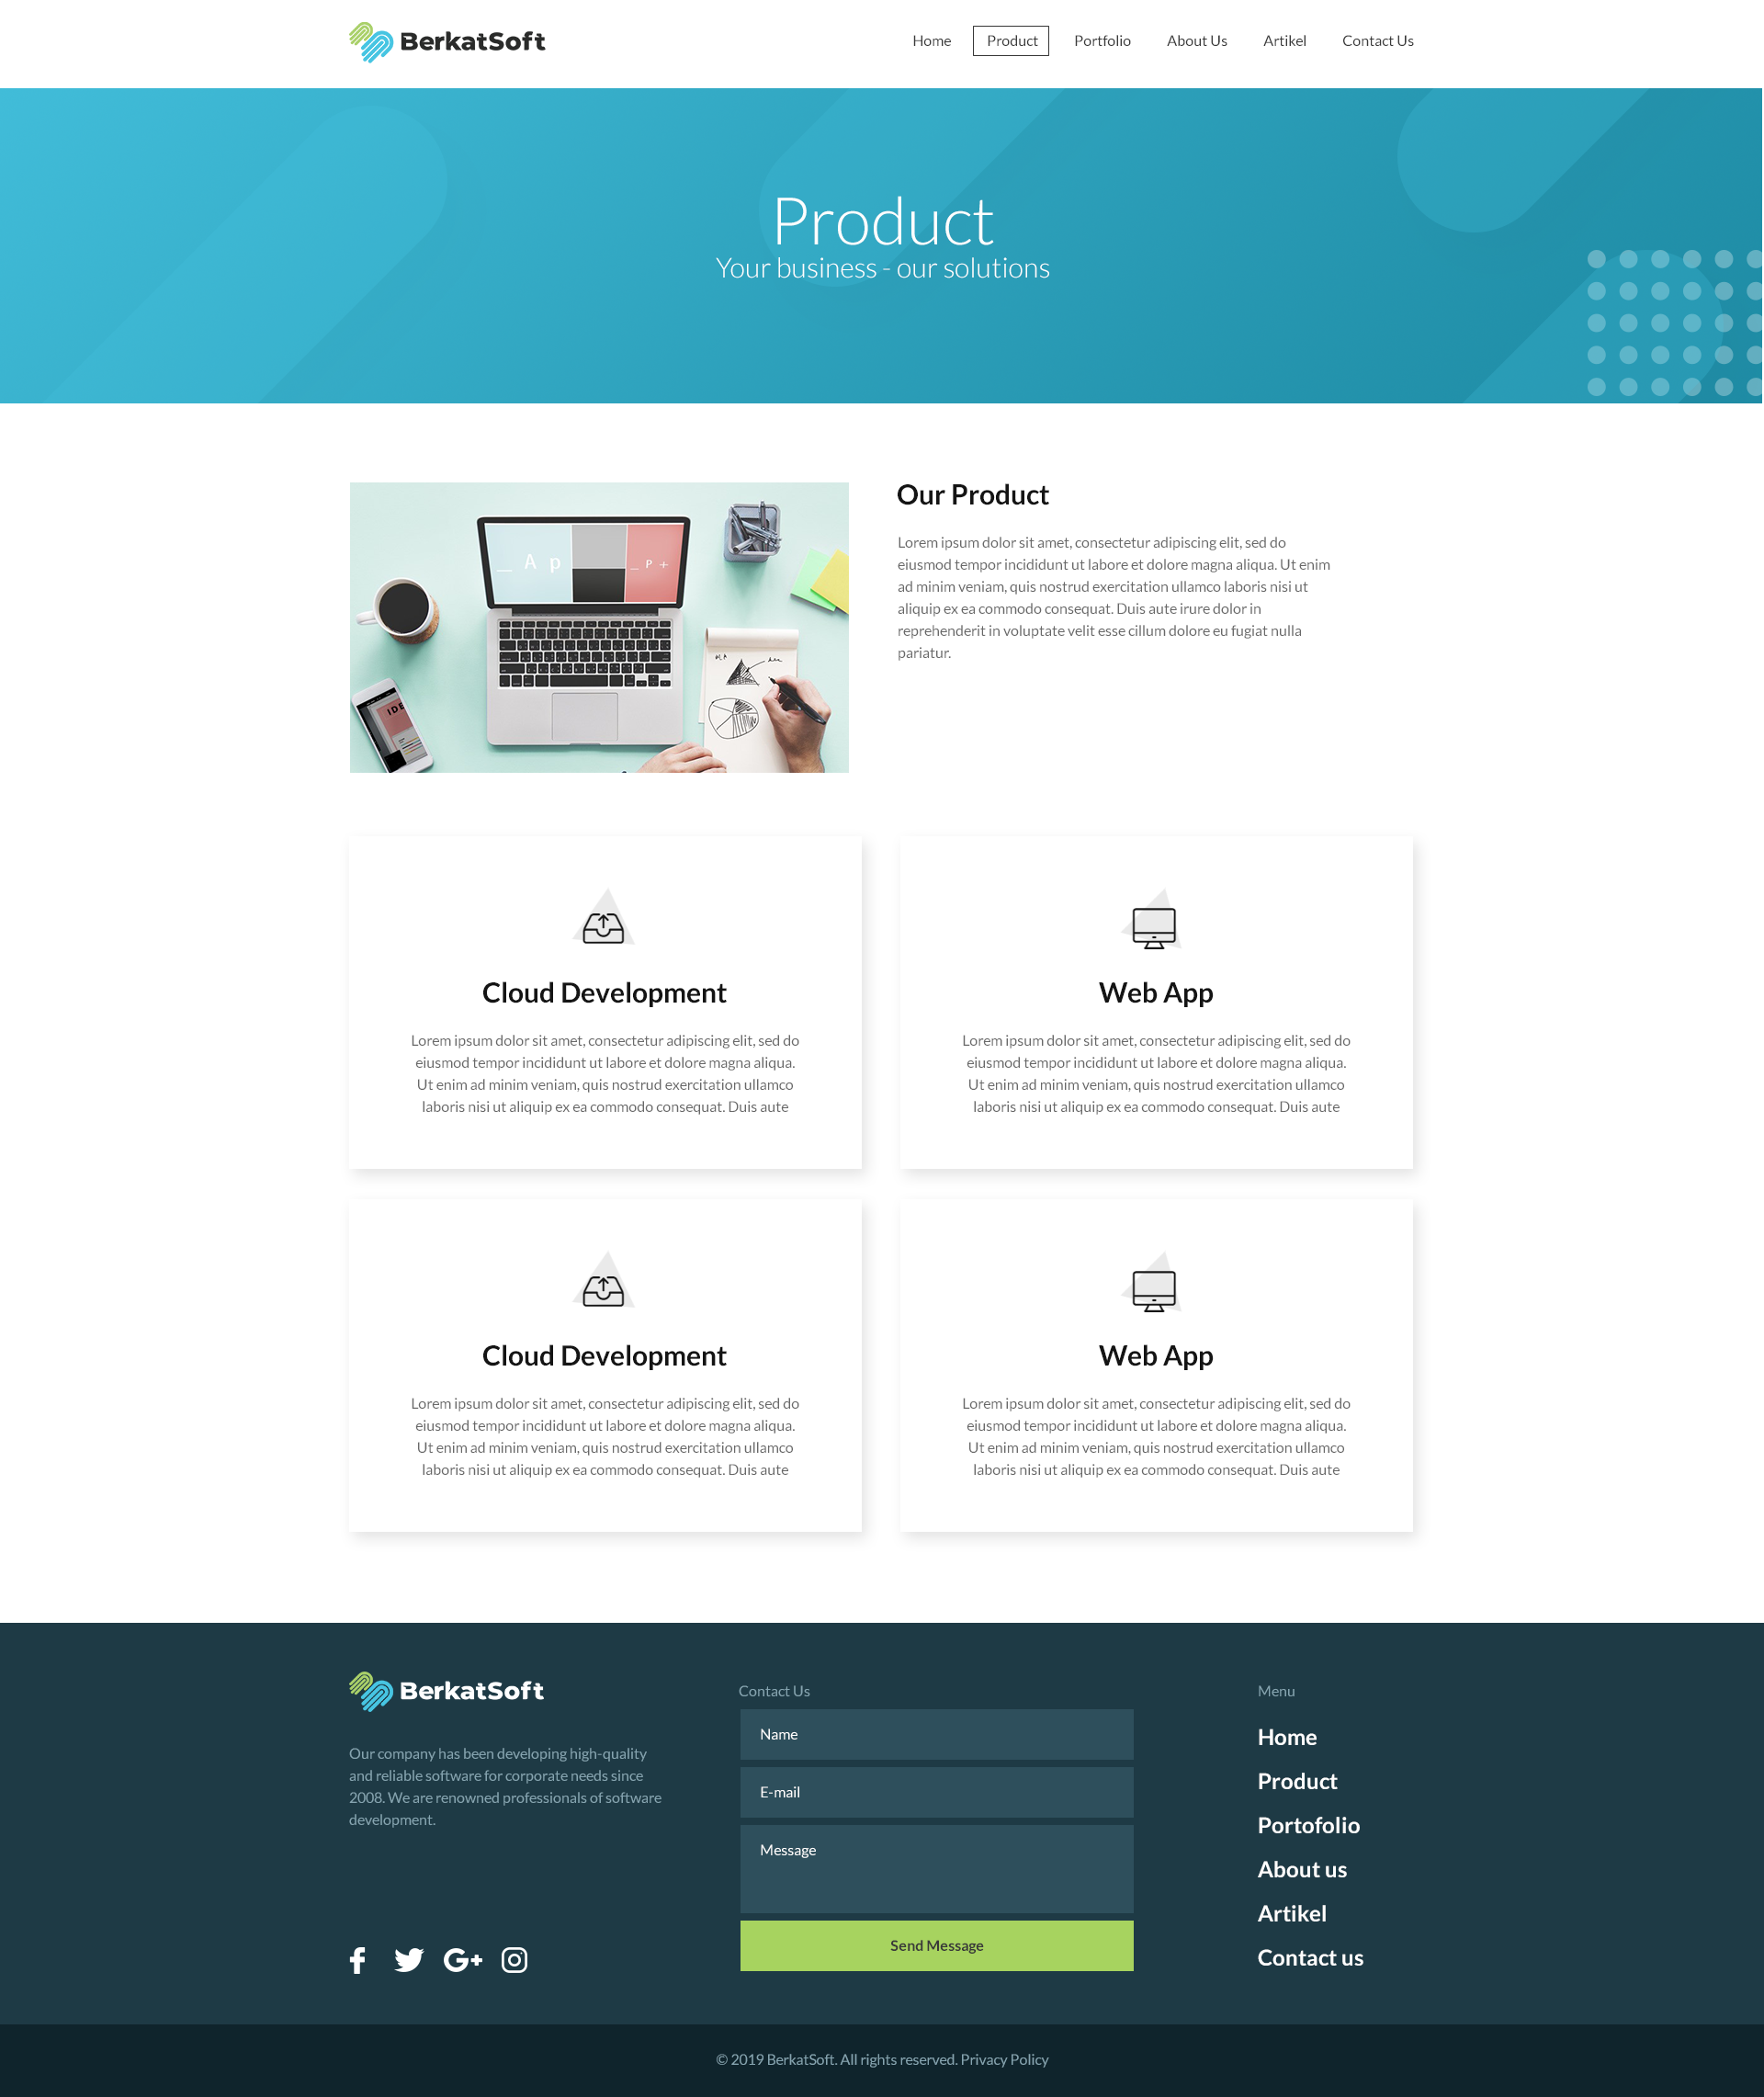 BerkatSoft
Home Product Portfolio About Us Artikel Contact Us
Product
Your business - our solutions
_ A p
_ P +
IDE
Our Product
Lorem ipsum dolor sit amet, consectetur adipiscing elit, sed do
eiusmod tempor incididunt ut labore et dolore magna aliqua. Ut enim
ad minim veniam, quis nostrud exercitation ullamco laboris nisi ut
aliquip ex ea commodo consequat. Duis aute irure dolor in
reprehenderit in voluptate velit esse cillum dolore eu fugiat nulla
pariatur.
Cloud Development
Lorem ipsum dolor sit amet, consectetur adipiscing elit, sed do
eiusmod tempor incididunt ut labore et dolore magna aliqua.
Ut enim ad minim veniam, quis nostrud exercitation ullamco
laboris nisi ut aliquip ex ea commodo consequat. Duis aute
Web App
Lorem ipsum dolor sit amet, consectetur adipiscing elit, sed do
eiusmod tempor incididunt ut labore et dolore magna aliqua.
Ut enim ad minim veniam, quis nostrud exercitation ullamco
laboris nisi ut aliquip ex ea commodo consequat. Duis aute
Cloud Development
Lorem ipsum dolor sit amet, consectetur adipiscing elit, sed do
eiusmod tempor incididunt ut labore et dolore magna aliqua.
Ut enim ad minim veniam, quis nostrud exercitation ullamco
laboris nisi ut aliquip ex ea commodo consequat. Duis aute
Web App
Lorem ipsum dolor sit amet, consectetur adipiscing elit, sed do
eiusmod tempor incididunt ut labore et dolore magna aliqua.
Ut enim ad minim veniam, quis nostrud exercitation ullamco
laboris nisi ut aliquip ex ea commodo consequat. Duis aute
BerkatSoft
Our company has been developing high-quality
and reliable software for corporate needs since
2008. We are renowned professionals of software
development.
Contact Us
Name
E-mail
Message
Send Message
Menu
Home
Product
Portofolio
About us
Artikel
Contact us
© 2019 BerkatSoft. All rights reserved. Privacy Policy